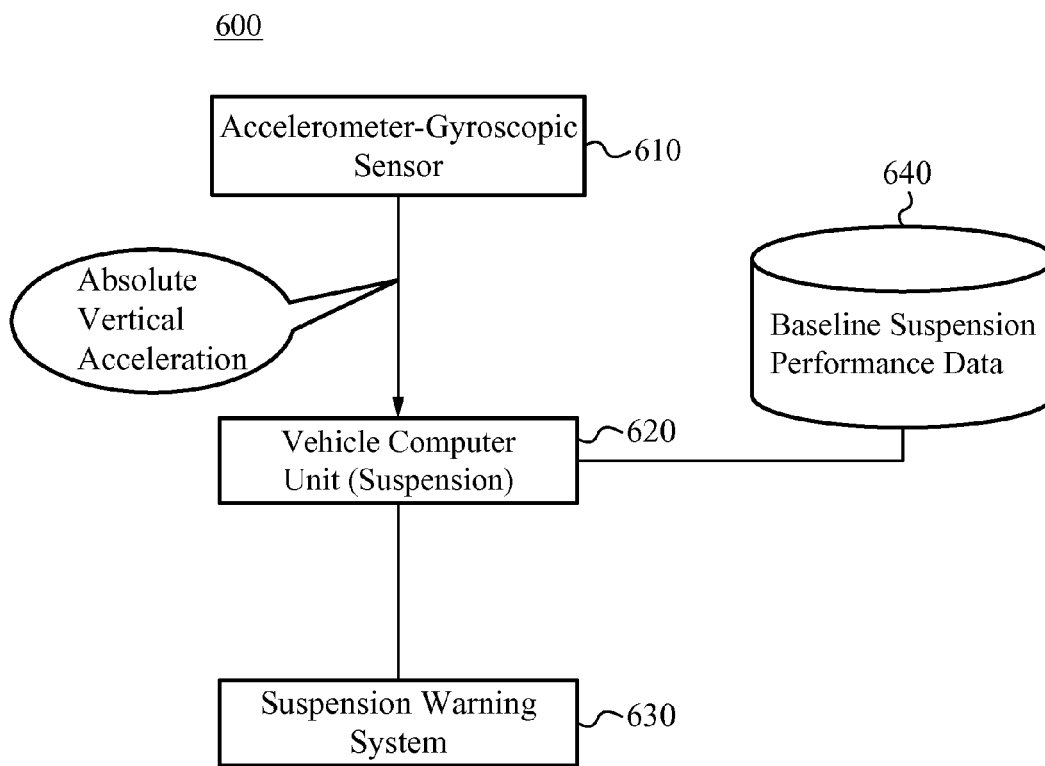 600
Accelerometer-Gyroscopic
Sensor
610
640
Absolute
Vertical
Acceleration
Baseline Suspension
Performance Data
Vehicle Computer
Unit (Suspension)
620
Suspension Warning
System
630